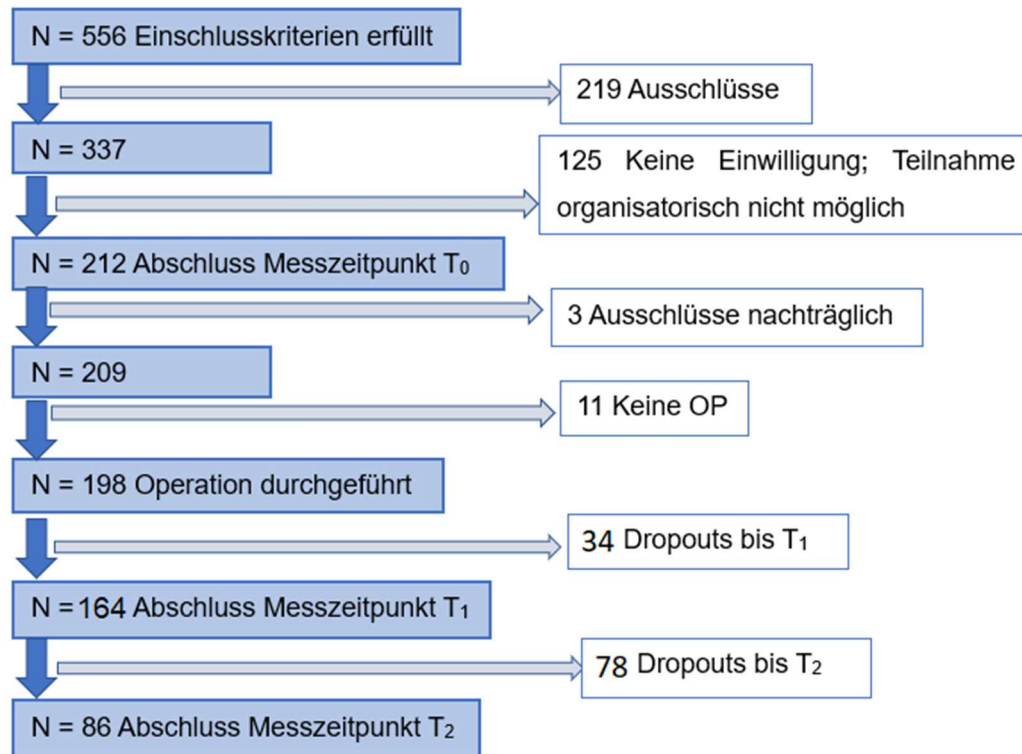 N = 556 Einschlusskriterien erfüllt
219 Ausschlüsse
N = 337
125 Keine Einwilligung; Teilnahme
organisatorisch nicht möglich
N = 212 Abschluss Messzeitpunkt T₀
3 Ausschlüsse nachträglich
N = 209
11 Keine OP
N = 198 Operation durchgeführt
34 Dropouts bis T₁
N = 164 Abschluss Messzeitpunkt T₁
78 Dropouts bis T₂
N = 86 Abschluss Messzeitpunkt T₂